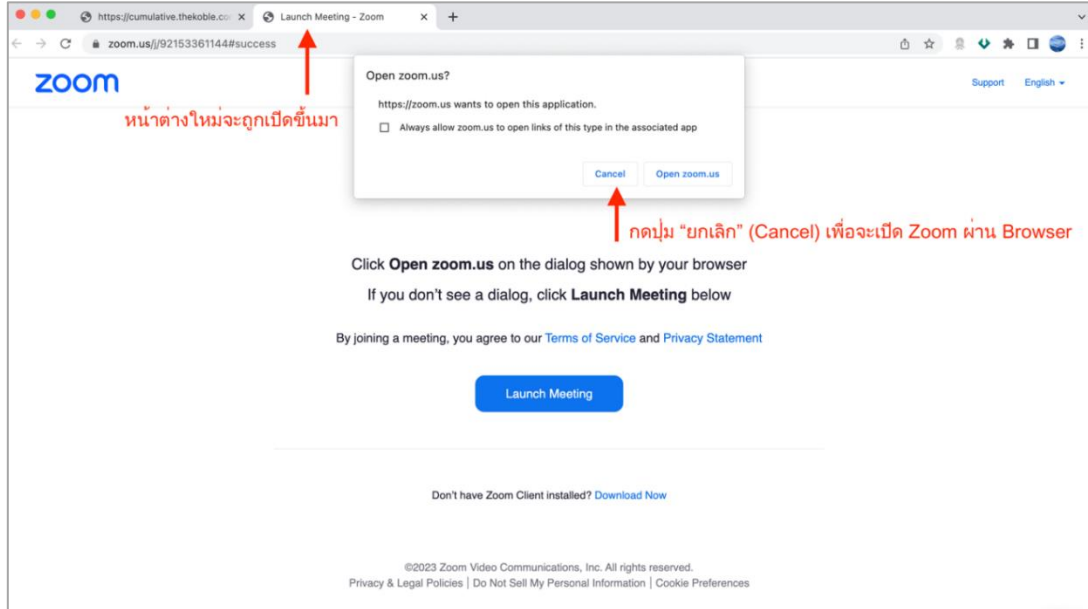 https://cumulative.thekoble.co
Launch Meeting - Zoom
zoom.us/j/92153361144#success
zoom
Support English
Open zoom.us?
https://zoom.us wants to open this application.
Always allow zoom.us to open links of this type in the associated app
Cancel Open zoom.us
หน้าต่างใหม่จะถูกเปิดขึ้นมา
กดปุ่ม “ยกเลิก” (Cancel) เพื่อจะเปิด Zoom ผ่าน Browser
Click Open zoom.us on the dialog shown by your browser
If you don’t see a dialog, click Launch Meeting below
By joining a meeting, you agree to our Terms of Service and Privacy Statement
Launch Meeting
Don’t have Zoom Client installed? Download Now
©2023 Zoom Video Communications, Inc. All rights reserved.
Privacy & Legal Policies | Do Not Sell My Personal Information | Cookie Preferences